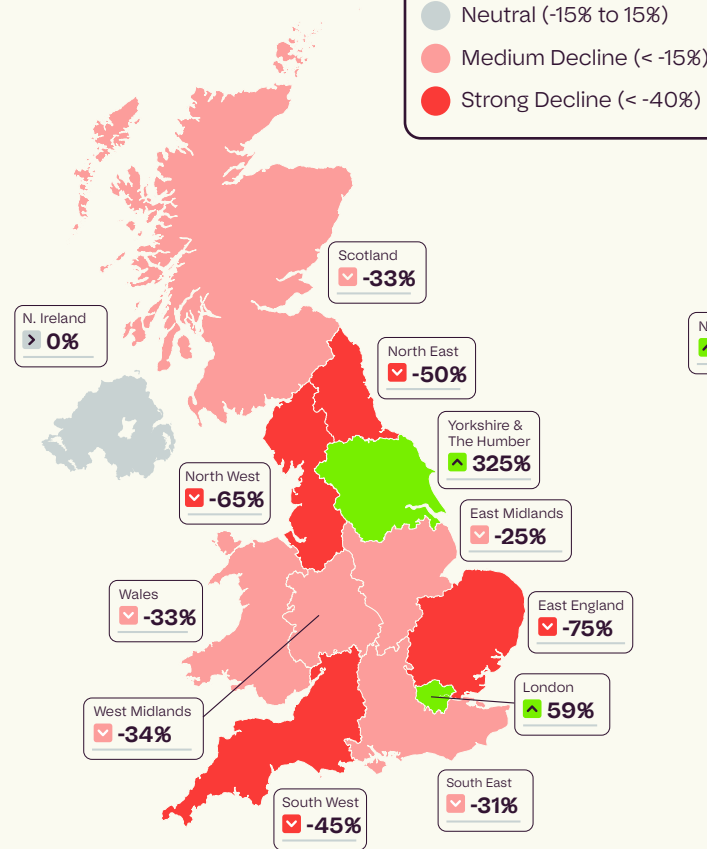 Neutral (-15% to 15%)
Medium Decline (< -15%)
Strong Decline (< -40%)
Scotland
-33%
N. Ireland
0%
North East
-50%
Yorkshire &
The Humber
325%
North West
-65%
East Midlands
-25%
Wales
-33%
East England
-75%
London
59%
West Midlands
-34%
South East
-31%
South West
-45%